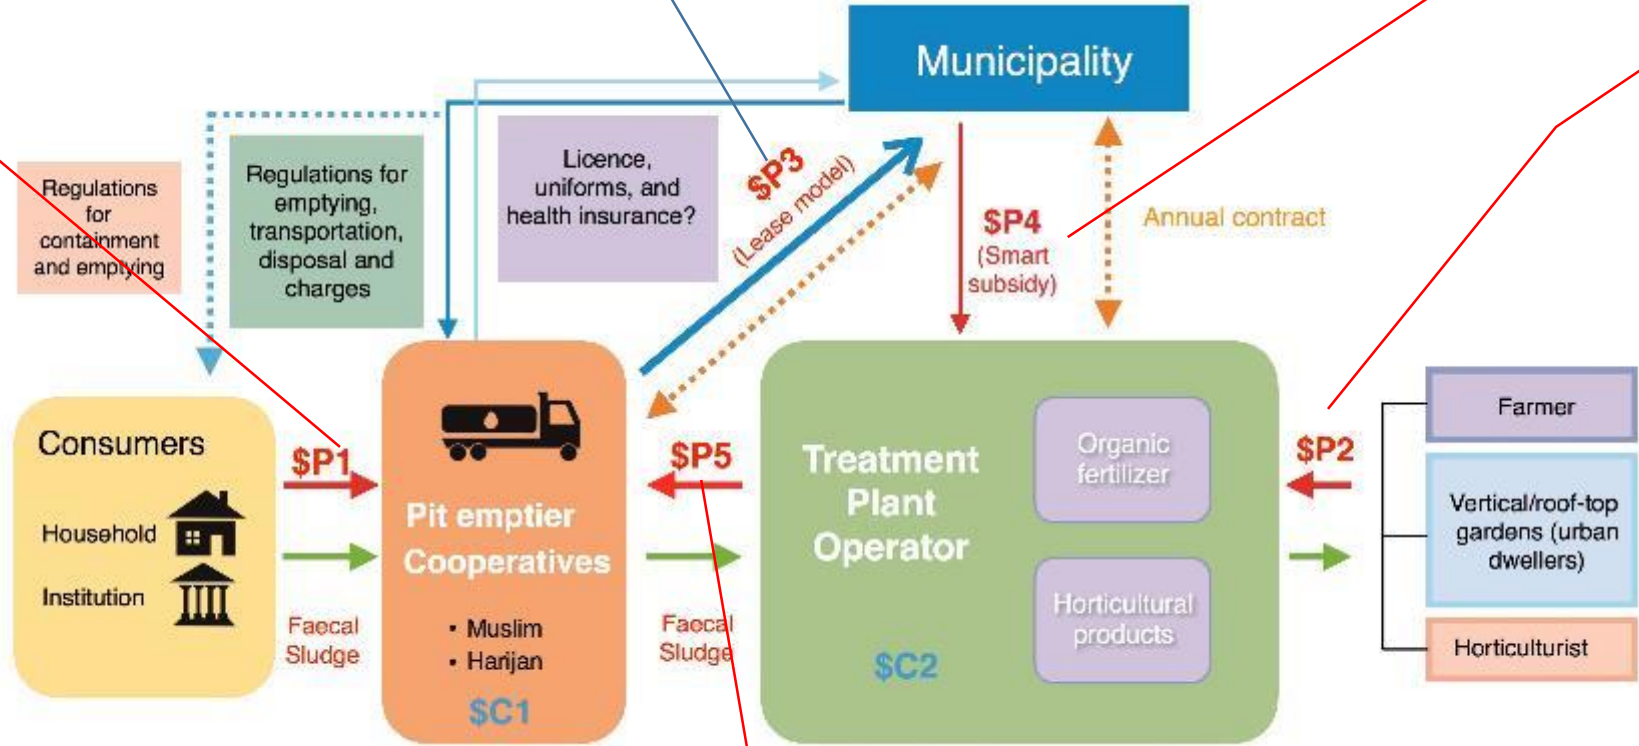 Municipality
Regulations
for
containment
and emptying
Regulations for
emptying,
transportation,
disposal and
charges
Licence,
uniforms, and
health insurance?
$P3
(Lease model)
$P4
(Smart
subsidy)
Annual contract
Consumers
Household
Institution
$P1
Faecal
Sludge
Pit emptier
Cooperatives
• Muslim
• Harijan
$C1
$P5
Faecal
Sludge
Treatment
Plant
Operator
$C2
Organic
fertilizer
Horticultural
products
$P2
Farmer
Vertical/roof-top
gardens (urban
dwellers)
Horticulturist